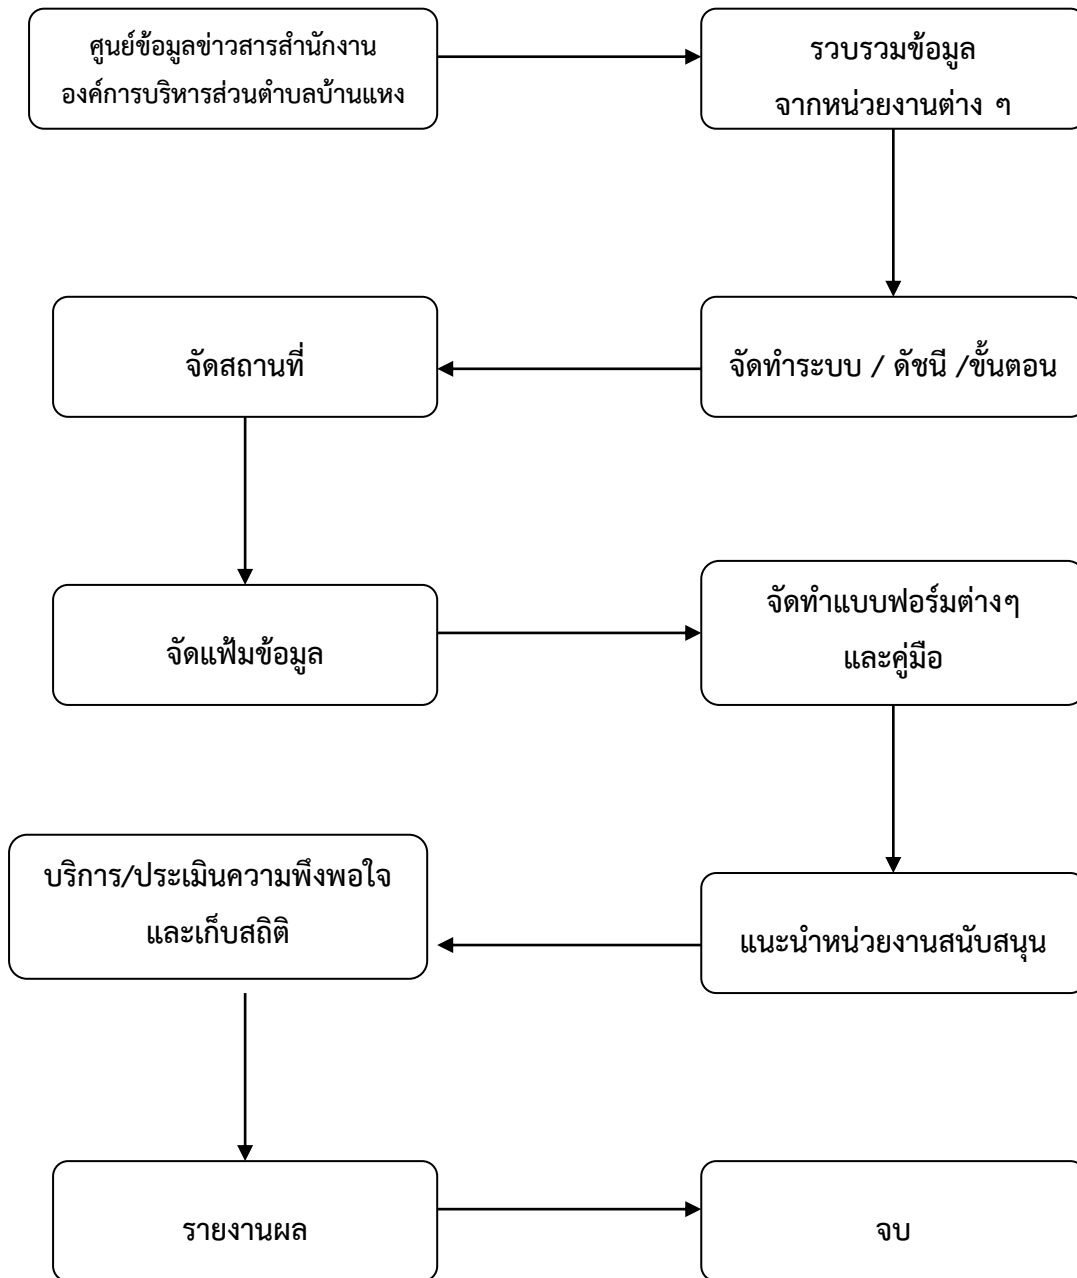 ศูนย์ข้อมูลข่าวสารสำนักงาน
องค์การบริหารส่วนตำบลบ้านแหง
รวบรวมข้อมูล
จากหน่วยงานต่าง ๆ
จัดทำระบบ / ดัชนี /ขั้นตอน
จัดสถานที่
จัดแฟ้มข้อมูล
จัดทำแบบฟอร์มต่างๆ
และคู่มือ
แนะนำหน่วยงานสนับสนุน
บริการ/ประเมินความพึงพอใจ
และเก็บสถิติ
รายงานผล
จบ